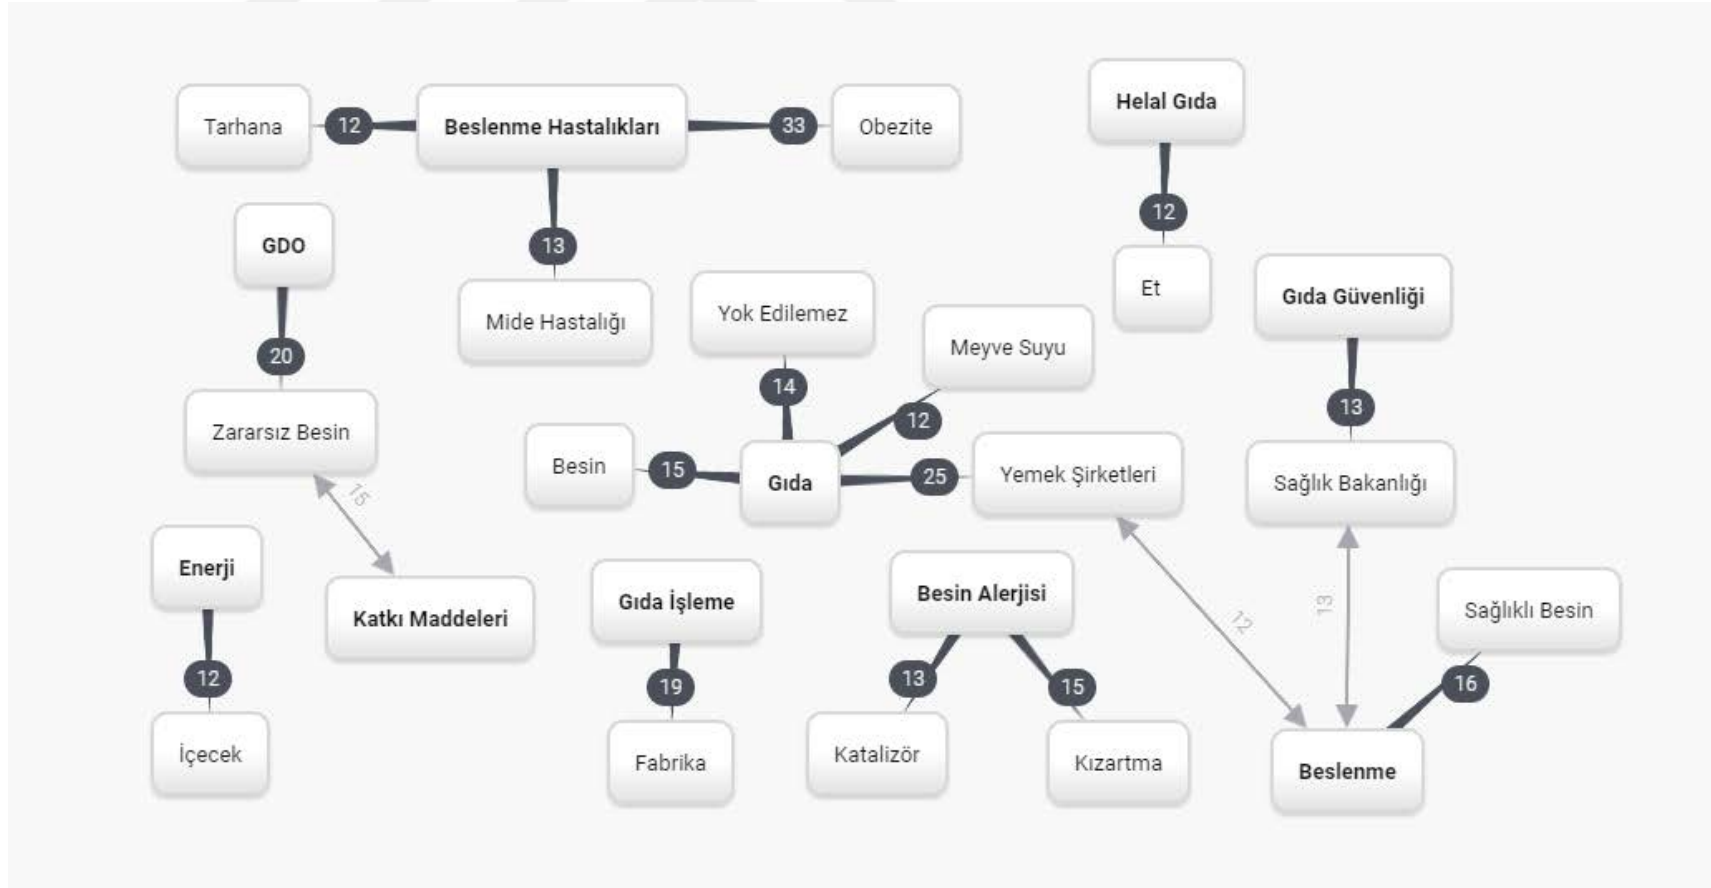 Helal Gıda
Tarhana
12
Beslenme Hastalıkları
33
Obezite
12
GDO
13
Et
Gıda Güvenliği
Yok Edilemez
Mide Hastalığı
Meyve Suyu
20
14
13
12
Zararsız Besin
Besin
15
Gıda
25
Yemek Şirketleri
Sağlık Bakanlığı
15
Enerji
Katkı Maddeleri
Gıda İşleme
Besin Alerjisi
12
13
Sağlıklı Besin
12
19
13
15
16
İçecek
Fabrika
Katalizör
Kızartma
Beslenme